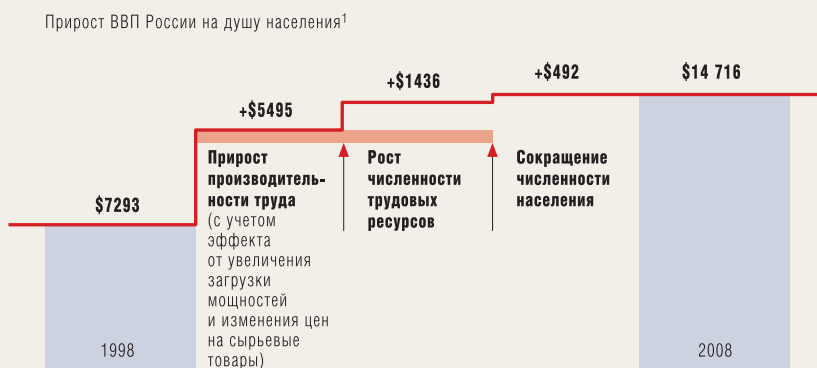 Прирост ВВП России на душу населения¹
$7293
+$5495
+$1436
+$492
$14 716
Прирост
производитель-
ности труда
(с учетом
эффекта
от увеличения
загрузки
мощностей
и изменения цен
на сырьевые
товары)
Рост
численности
трудовых
ресурсов
Сокращение
численности
населения
1998
2008